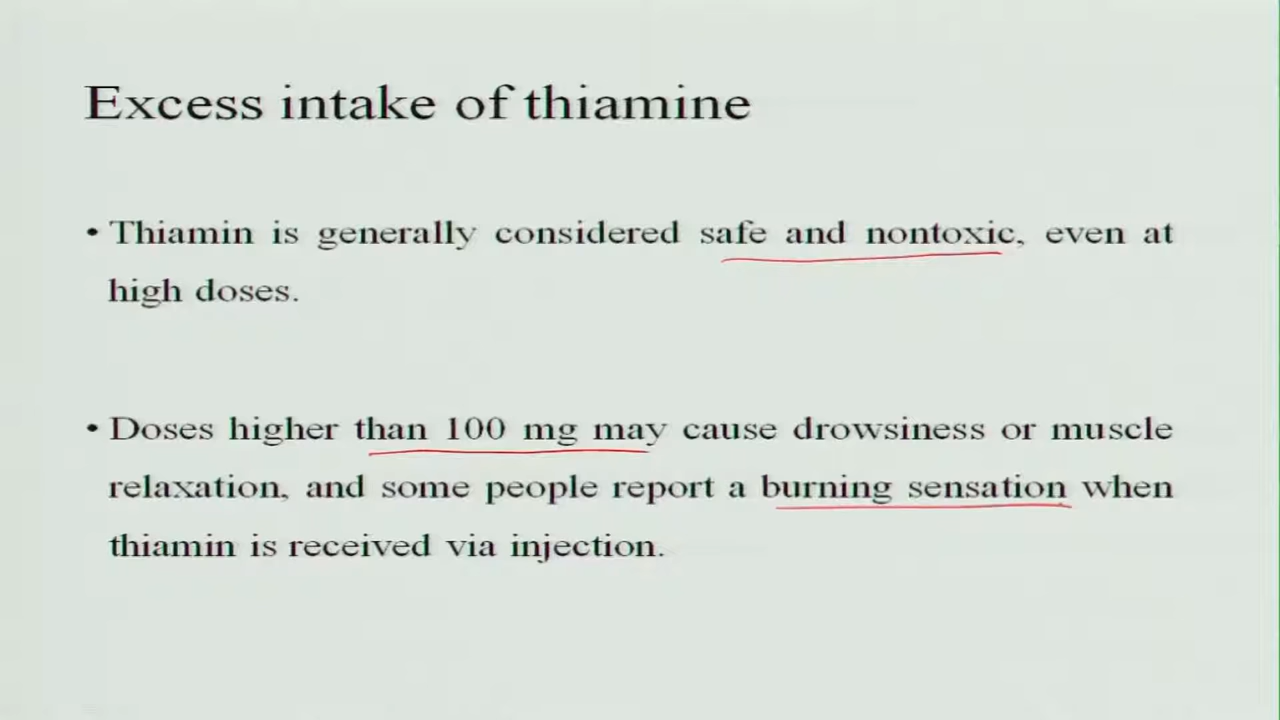 Excess intake of thiamine
• Thiamin is generally considered safe and nontoxic, even at
high doses.
• Doses higher than 100 mg may cause drowsiness or muscle
relaxation, and some people report a burning sensation when
thiamin is received via injection.